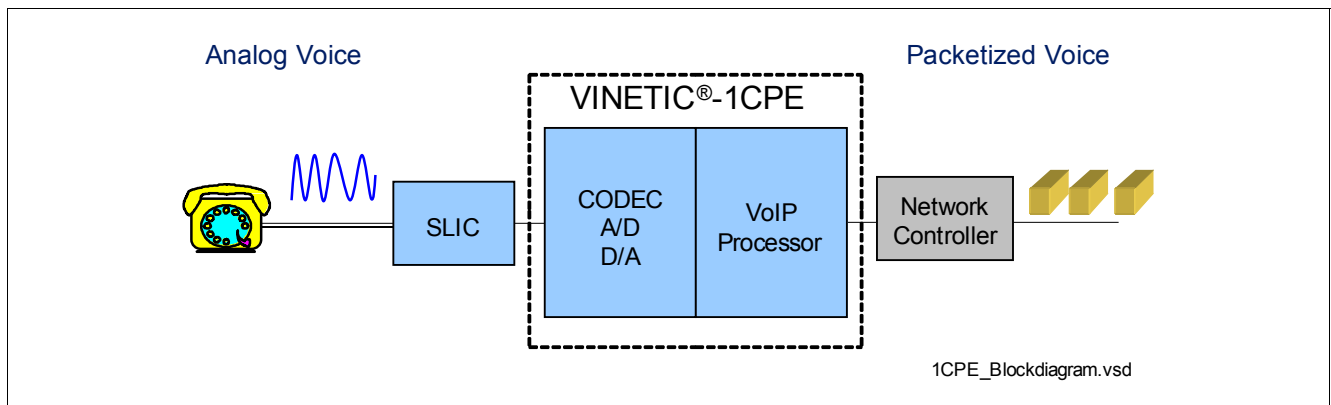 Analog Voice
Packetized Voice
VINETIC®-1CPE
SLIC
CODEC
A/D
D/A
VoIP
Processor
Network
Controller
1CPE_Blockdiagram.vsd